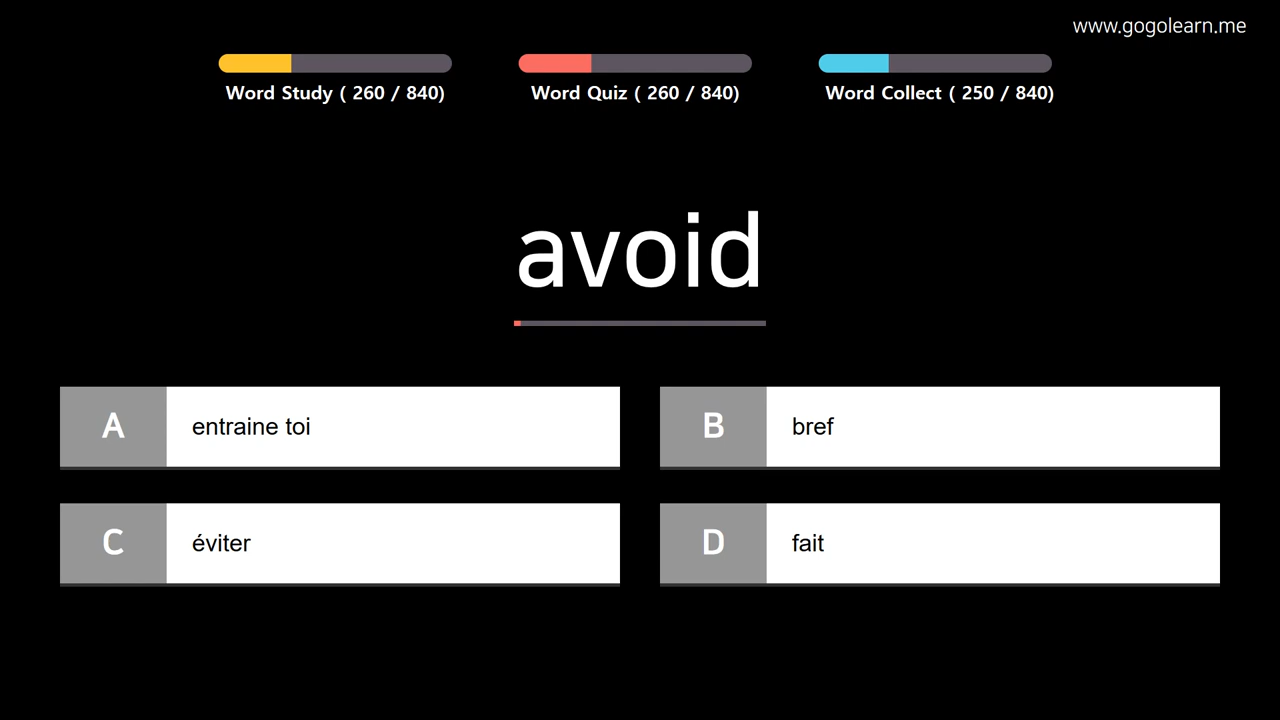 www.gogolearn.me
Word Study ( 260 / 840)
Word Quiz ( 260 / 840)
Word Collect ( 250 / 840)
avoid
A entraine toi
B bref
C éviter
D fait